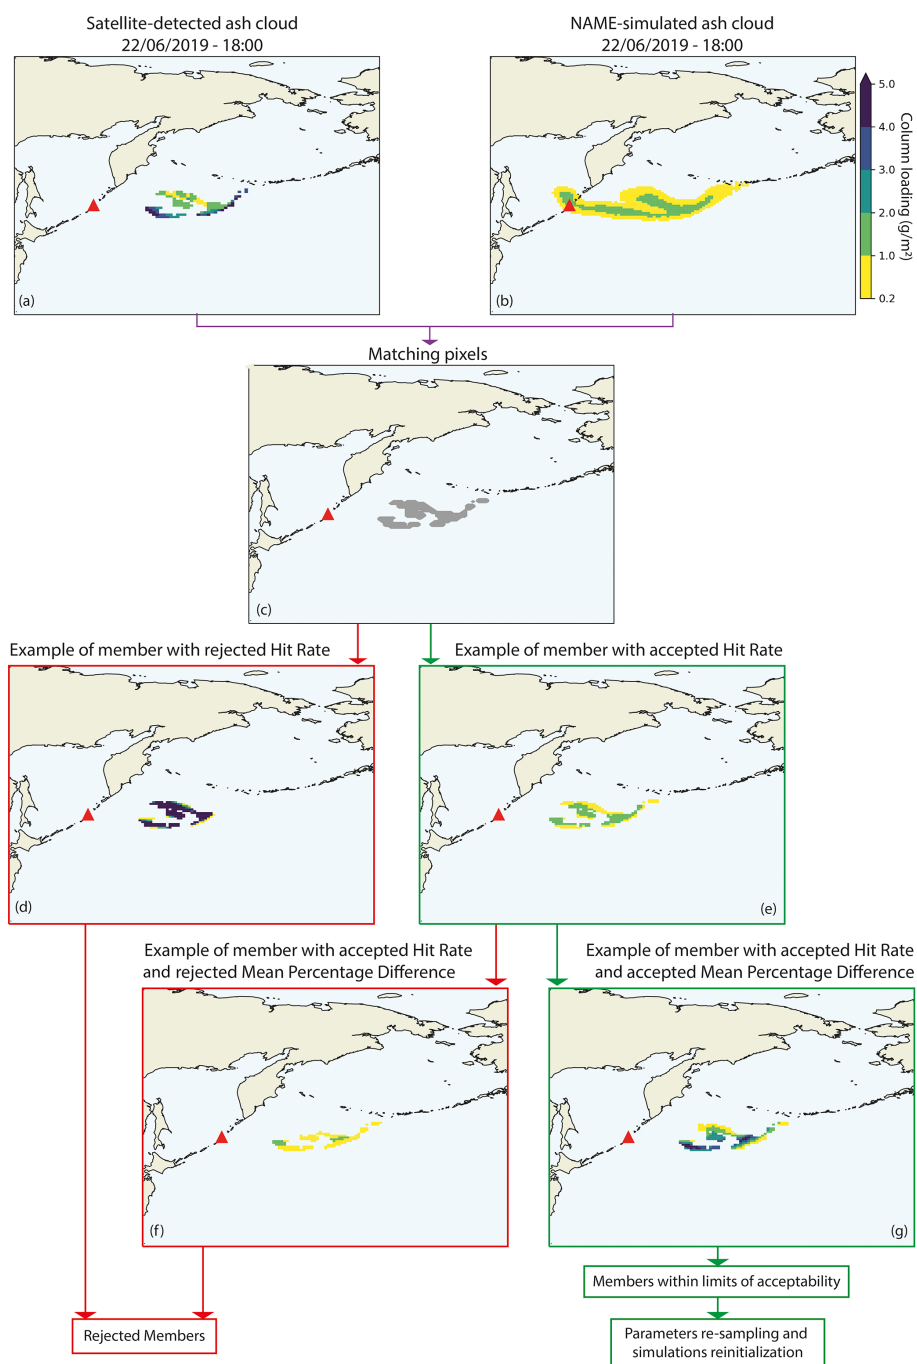 Satellite-detected ash cloud
22/06/2019 - 18:00
NAME-simulated ash cloud
22/06/2019 - 18:00
(a)
(b)
5.0
4.0
3.0
2.0
1.0
0.2
Column loading (g/m²)
Matching pixels
(c)
Example of member with rejected Hit Rate
Example of member with accepted Hit Rate
(d)
(e)
Example of member with accepted Hit Rate
and rejected Mean Percentage Difference
Example of member with accepted Hit Rate
and accepted Mean Percentage Difference
(f)
(g)
Members within limits of acceptability
Rejected Members
Parameters re-sampling and
simulations reinitialization